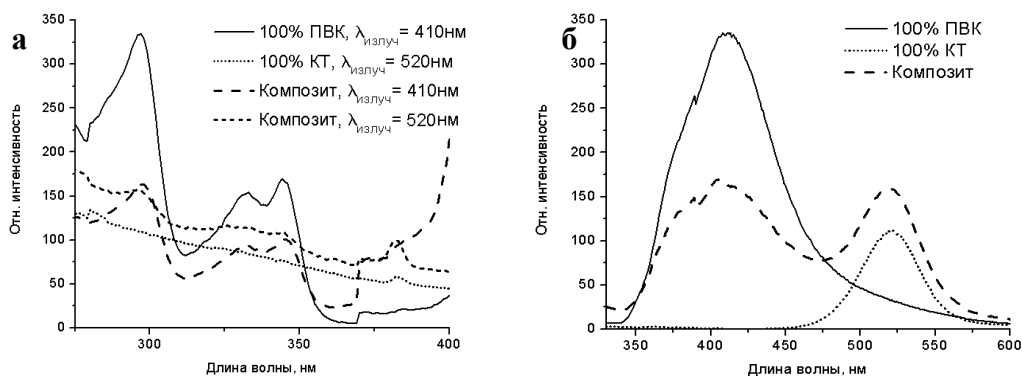 а
350
300
250
200
150
100
50
0
Отн. интенсивность
100% ПВК, λизлуч= 410нм
100% КТ, λизлуч= 520нм
Композит, λизлуч= 410нм
Композит, λизлуч= 520нм
300
350
400
Длина волны, нм
б
350
300
250
200
150
100
50
0
Отн. интенсивность
100% ПВК
100% КТ
Композит
350
400
450
500
550
600
Длина волны, нм